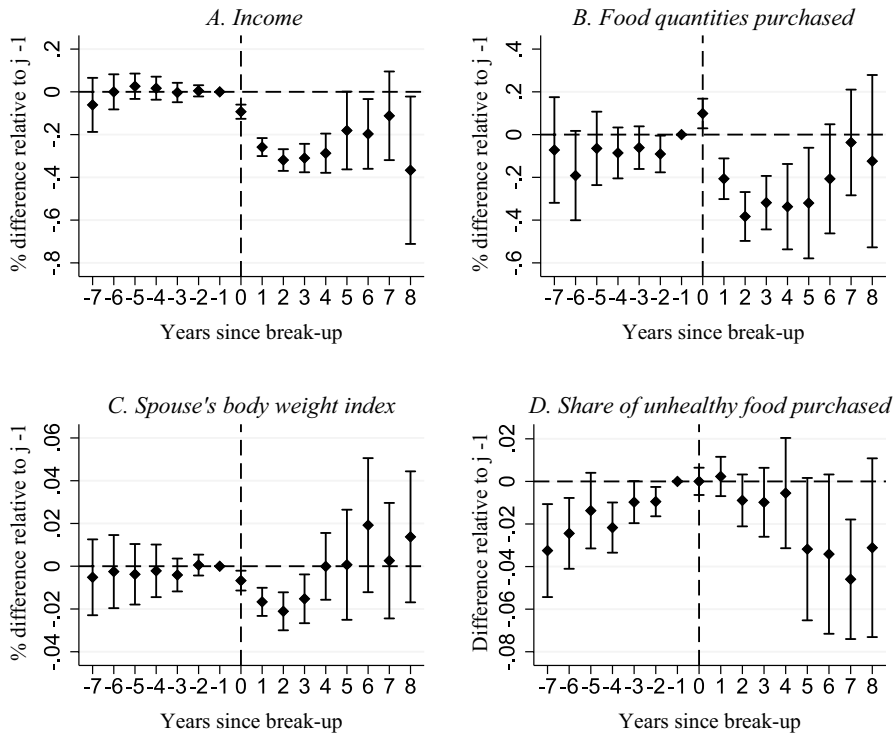 A. Income
% difference relative to j -1
.2
0
-.2
-.4
-.6
-.8
-7 -6 -5 -4 -3 -2 -1 0 1 2 3 4 5 6 7 8
Years since break-up
B. Food quantities purchased
% difference relative to j -1
.4
.2
0
-.2
-.4
-.6
-7 -6 -5 -4 -3 -2 -1 0 1 2 3 4 5 6 7 8
Years since break-up
C. Spouse's body weight index
% difference relative to j -1
.06
.04
.02
0
-.02
-.04
-7 -6 -5 -4 -3 -2 -1 0 1 2 3 4 5 6 7 8
Years since break-up
D. Share of unhealthy food purchased
Difference relative to j -1
.02
0
-.02
-.04
-.06
-.08
-7 -6 -5 -4 -3 -2 -1 0 1 2 3 4 5 6 7 8
Years since break-up